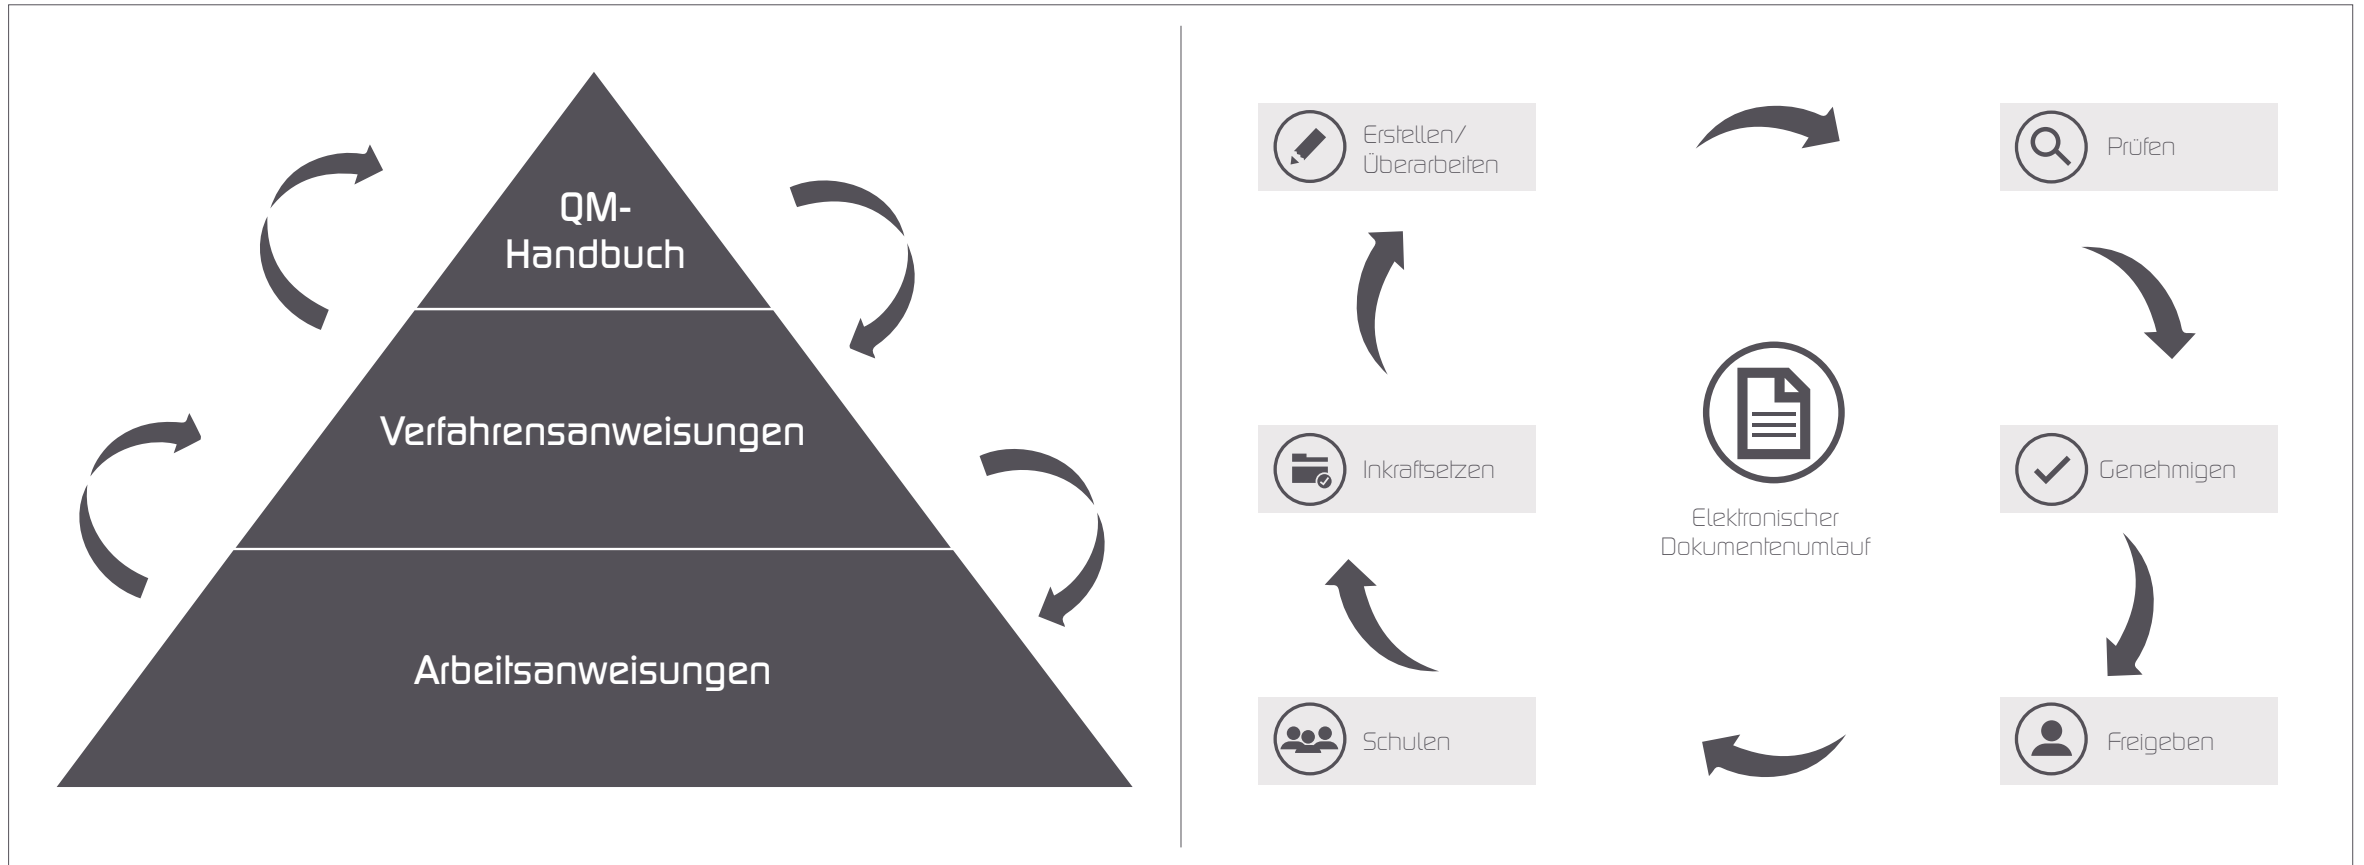 QM-
Handbuch
Verfahrensanweisungen
Arbeitsanweisungen
Erstellen/
Überarbeiten
Prüfen
Inkraftsetzen
Genehmigen
Elektronischer
Dokumentenumlauf
Schulen
Freigeben